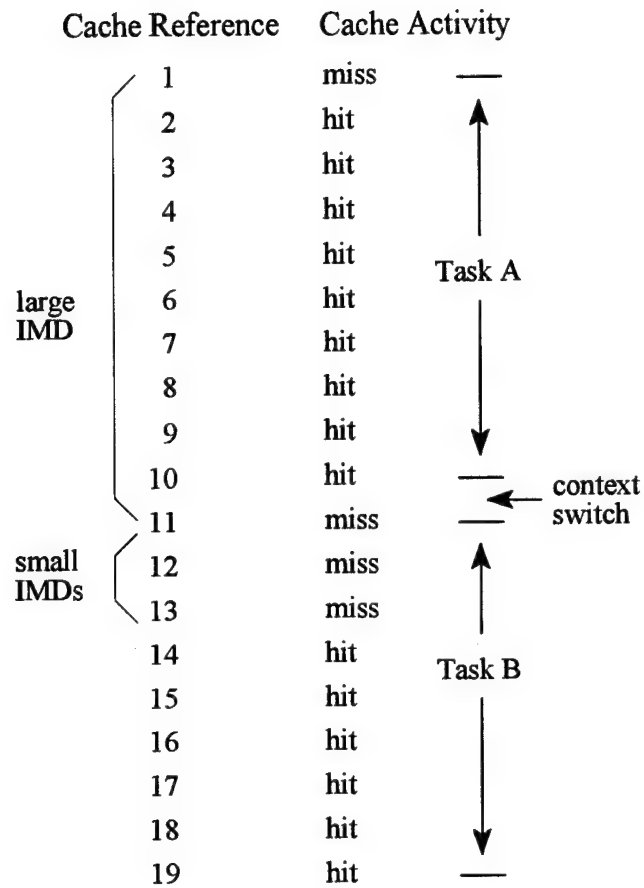 Cache Reference Cache Activity
1 miss
2 hit
3 hit
4 hit
5 hit
Task A
6 hit
large
IMD
7 hit
8 hit
9 hit
10 hit
context
switch
11 miss
small
IMDs
12 miss
13 miss
14 hit
Task B
15 hit
16 hit
17 hit
18 hit
19 hit